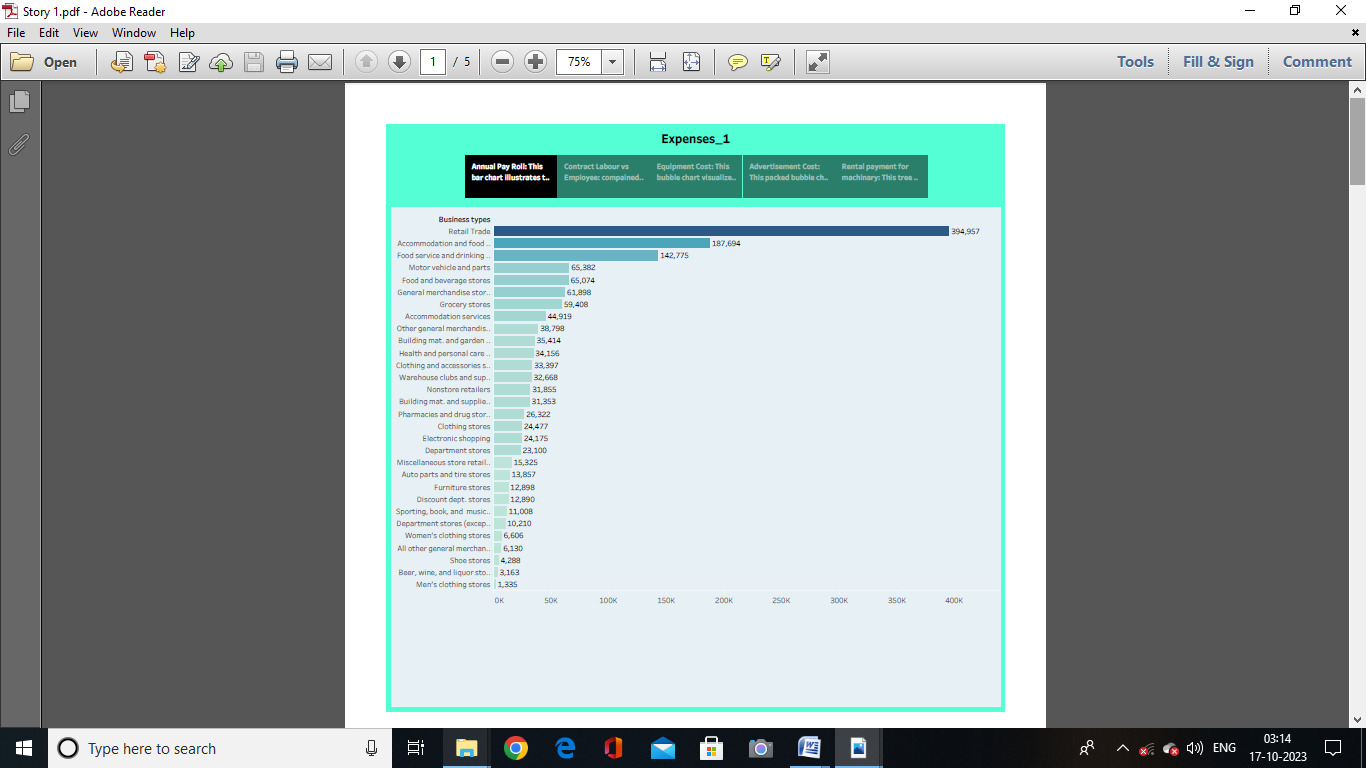 Story 1.pdf - Adobe Reader
File Edit View Window Help
Open 1 / 5 75% Tools Fill & Sign Comment
Expenses_1
Annual Pay Roll: This
bar chart illustrates t..
Contract Labour vs
Employee: compained..
Equipment Cost: This
bubble chart visualize..
Advertisement Cost:
This packed bubble ch..
Rental payment for
machinery: This tree ..
Business types
Retail Trade 394,957
Accommodation and food .. 187,694
Food service and drinking .. 142,775
Motor vehicle and parts 65,382
Food and beverage stores 65,074
General merchandise stor.. 61,898
Grocery stores 59,408
Accommodation services 44,919
Other general merchandis.. 38,798
Building mat. and garden .. 35,414
Health and personal care .. 34,156
Clothing and accessories s.. 33,397
Warehouse clubs and sup.. 32,668
Nonstore retailers 31,855
Building mat. and supplie.. 31,353
Pharmacies and drug stor.. 26,322
Clothing stores 24,477
Electronic shopping 24,175
Department stores 23,100
Miscellaneous store retail.. 15,325
Auto parts and tire stores 13,857
Furniture stores 12,898
Discount dept. stores 12,890
Sporting, book, and music.. 11,008
Department stores (excep.. 10,210
Women's clothing stores 6,606
All other general merchan.. 6,130
Shoe stores 4,288
Beer, wine, and liquor sto.. 3,163
Men's clothing stores 1,335
0K 50K 100K 150K 200K 250K 300K 350K 400K
Type here to search
ENG
03:14
17-10-2023